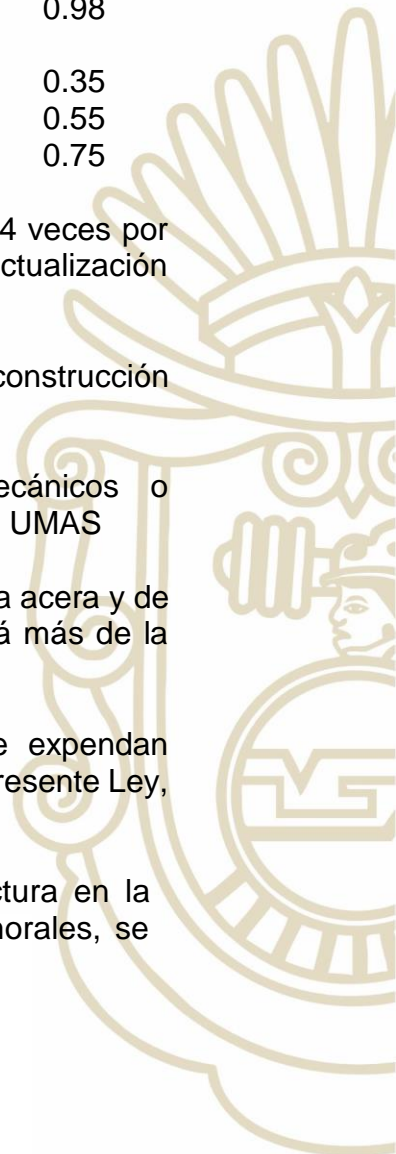 0.98
0.35
0.55
0.75
4 veces por
ctualización
construcción
ecánicos o
UMAS
a acera y de
á más de la
e expendan
resente Ley,
ctura en la
norales, se